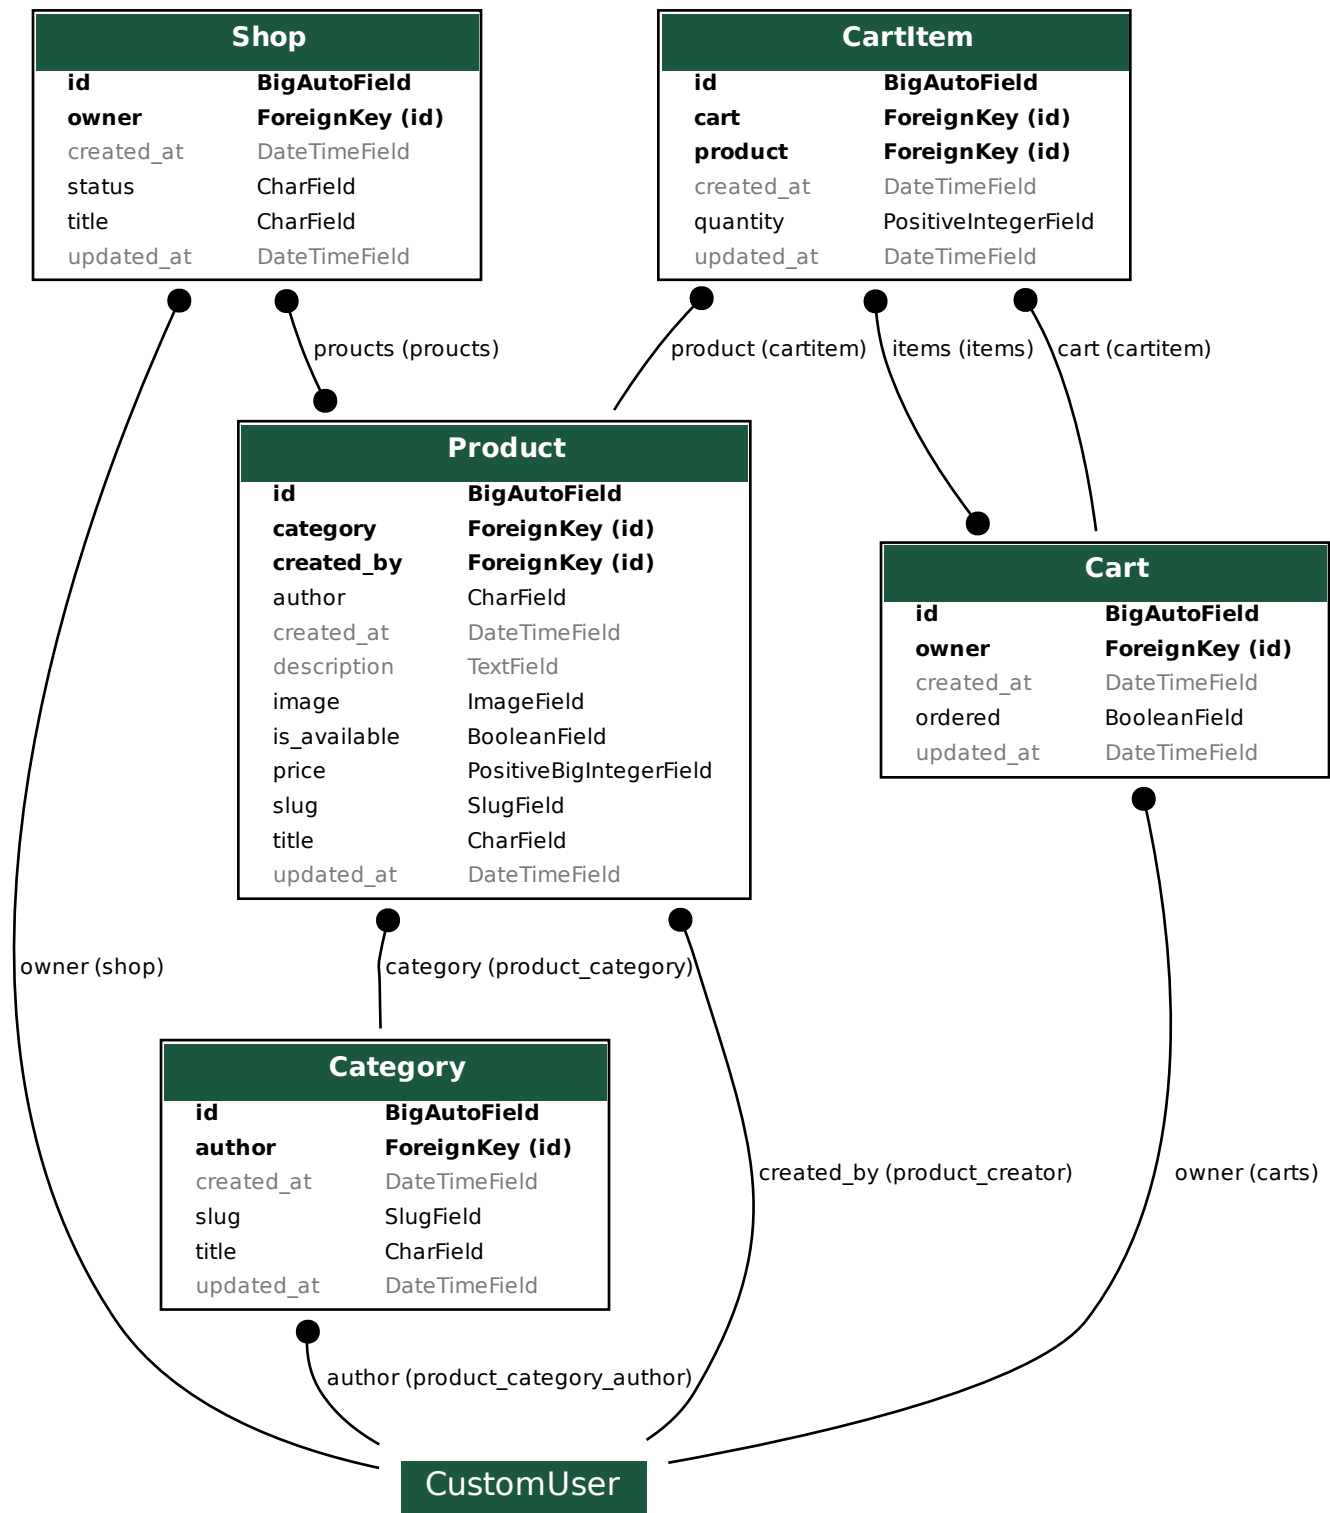 Shop
id BigAutoField
owner ForeignKey (id)
created_at DateTimeField
status CharField
title CharField
updated_at DateTimeField
CartItem
id BigAutoField
cart ForeignKey (id)
product ForeignKey (id)
created_at DateTimeField
quantity PositiveIntegerField
updated_at DateTimeField
proucts (proucts)
product (cartitem)
items (items)
cart (cartitem)
Product
id BigAutoField
category ForeignKey (id)
created_by ForeignKey (id)
author CharField
created_at DateTimeField
description TextField
image ImageField
is_available BooleanField
price PositiveBigIntegerField
slug SlugField
title CharField
updated_at DateTimeField
Cart
id BigAutoField
owner ForeignKey (id)
created_at DateTimeField
ordered BooleanField
updated_at DateTimeField
owner (shop)
category (product_category)
Category
id BigAutoField
author ForeignKey (id)
created_at DateTimeField
slug SlugField
title CharField
updated_at DateTimeField
created_by (product_creator)
owner (carts)
author (product_category_author)
CustomUser